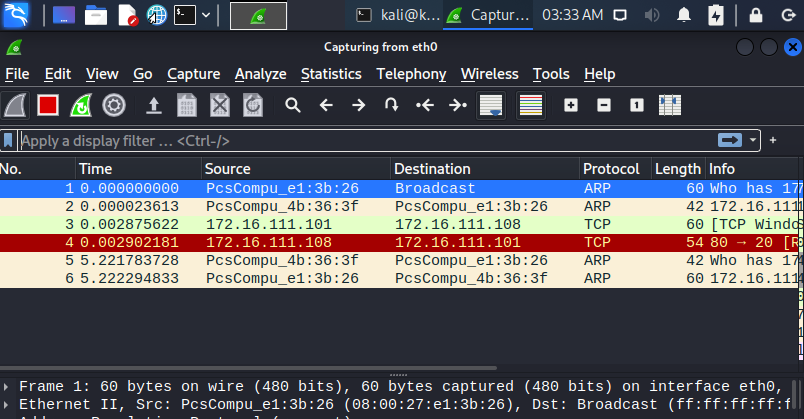 kali@k... Captur... 03:33 AM
Capturing from eth0
File Edit View Go Capture Analyze Statistics Telephony Wireless Tools Help
Apply a display filter ... <Ctrl-/>
No. Time Source Destination Protocol Length Info
1 0.000000000 PcsCompu_e1:3b:26 Broadcast ARP 60 Who has 17
2 0.000023613 PcsCompu_4b:36:3f PcsCompu_e1:3b:26 ARP 42 172.16.111
3 0.002875622 172.16.111.101 172.16.111.108 TCP 60 [TCP Windo
4 0.002902181 172.16.111.108 172.16.111.101 TCP 54 80 → 20 [R
5 5.221783728 PcsCompu_4b:36:3f PcsCompu_e1:3b:26 ARP 42 Who has 17
6 5.222294833 PcsCompu_e1:3b:26 PcsCompu_4b:36:3f ARP 60 172.16.111
Frame 1: 60 bytes on wire (480 bits), 60 bytes captured (480 bits) on interface eth0,
Ethernet II, Src: PcsCompu_e1:3b:26 (08:00:27:e1:3b:26), Dst: Broadcast (ff:ff:ff:ff:f